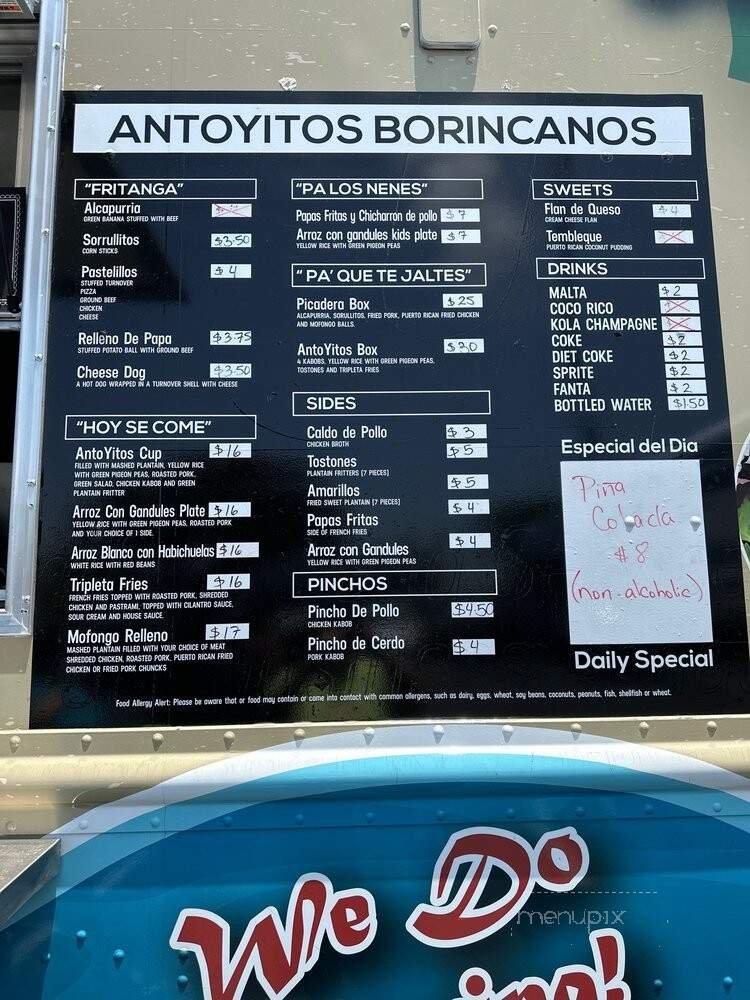 ANTOYITOS BORINCANOS
"FRITANGA"
Alcapurria
GREEN BANANA STUFFED WITH BEEF
Sorrullitos $3.50
CORN STICKS
Pastelillos $4
STUFFED TURNOVER
PIZZA
GROUND BEEF
CHICKEN
CHEESE
Relleno De Papa $3.75
STUFFED POTATO BALL WITH GROUND BEEF
Cheese Dog $3.50
A HOT DOG WRAPPED IN A TURNOVER SHELL WITH CHEESE
"HOY SE COME"
AntoYitos Cup $16
FILLED WITH MASHED PLANTAIN, YELLOW RICE
WITH GREEN PIGEON PEAS, ROASTED PORK,
GREEN SALAD, CHICKEN KABOB AND GREEN
PLANTAIN FRITTER
Arroz Con Gandules Plate $16
YELLOW RICE WITH GREEN PIGEON PEAS, ROASTED PORK
AND YOUR CHOICE OF 1 SIDE.
Arroz Blanco con Habichuelas $16
WHITE RICE WITH RED BEANS
Tripleta Fries $16
FRENCH FRIES TOPPED WITH ROASTED PORK, SHREDDED
CHICKEN AND PASTRAMI, TOPPED WITH CILANTRO SAUCE,
SOUR CREAM AND HOUSE SAUCE.
Mofongo Relleno $17
MASHED PLANTAIN FILLED WITH YOUR CHOICE OF MEAT
SHREDDED CHICKEN, ROASTED PORK, PUERTO RICAN FRIED
CHICKEN OR FRIED PORK CHUNCKS
"PA LOS NENES"
Papas Fritas y Chicharron de pollo $7
Arroz con gandules kids plate $7
YELLOW RICE WITH GREEN PIGEON PEAS
"PA' QUE TE JALTES"
Picadera Box $25
ALCAPURRIA, SORULLITOS, FRIED PORK, PUERTO RICAN FRIED CHICKEN
AND MOFONGO BALLS.
AntoYitos Box $30
4 KABOBS, YELLOW RICE WITH GREEN PIGEON PEAS,
TOSTONES AND TRIPLETA FRIES
SIDES
Caldo de Pollo $3
CHICKEN BROTH
Tostones $5
PLANTAIN FRITTERS [7 PIECES]
Amarillos $5
FRIED SWEET PLANTAIN [7 PIECES]
Papas Fritas $4
SIDE OF FRENCH FRIES
Arroz con Gandules $4
YELLOW RICE WITH GREEN PIGEON PEAS
PINCHOS
Pincho De Pollo $4.50
CHICKEN KABOB
Pincho de Cerdo $4
PORK KABOB
SWEETS
Flan de Queso $4
CREAM CHEESE FLAN
Tembleque
PUERTO RICAN COCONUT PUDDING
DRINKS
MALTA $2
COCO RICO
KOLA CHAMPAGNE
COKE $2
DIET COKE $2
SPRITE $2
FANTA $2
BOTTLED WATER $1.50
Especial del Dia
Piña
Colada
$8
(non-alcoholic)
Daily Special
Food Allergy Alert: Please be aware that or food may contain or come into contact with common allergens, such as dairy, eggs, wheat, soy beans, coconuts, peanuts, fish, shellfish or wheat.
menupix
We Do